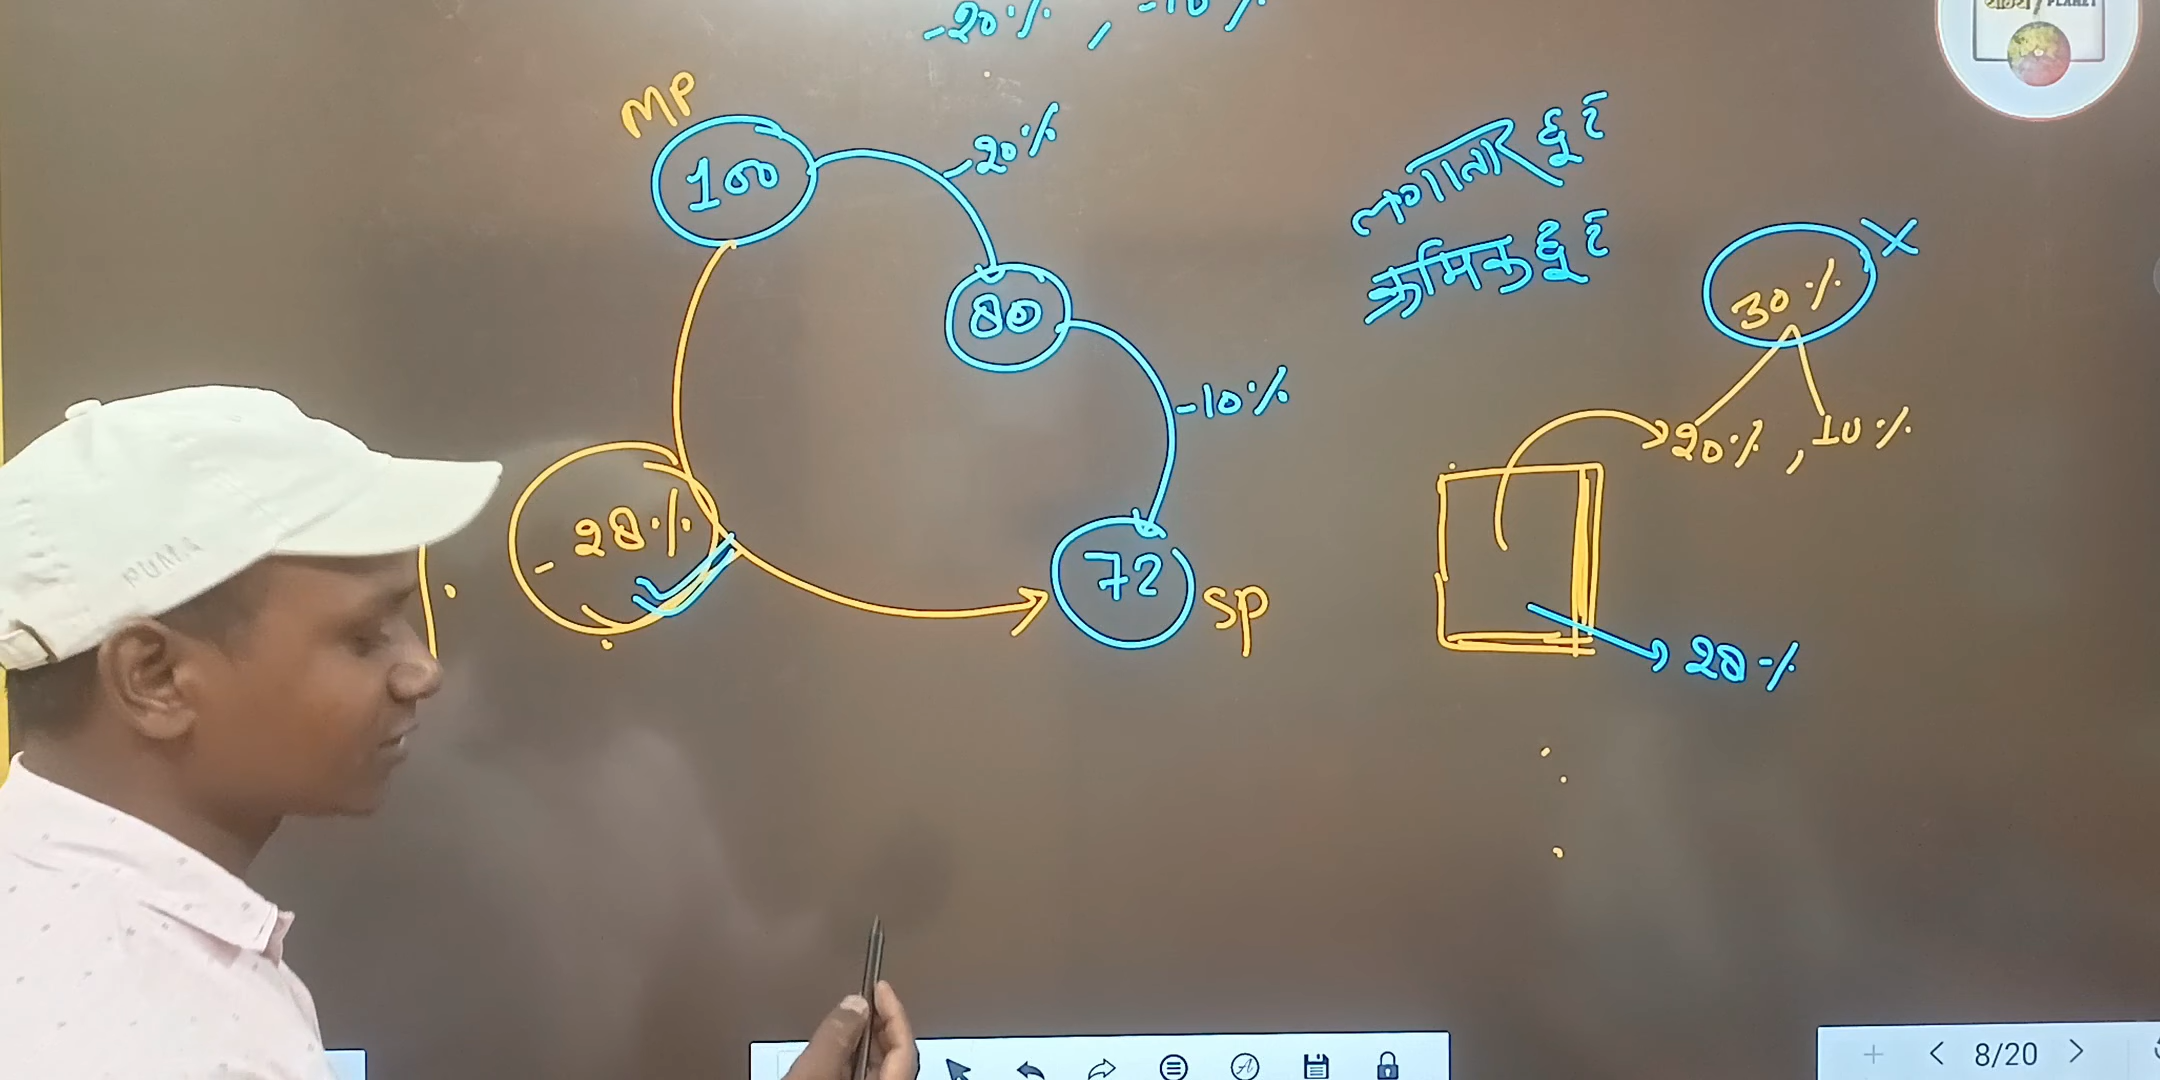 -20% , -10%
MP
100
-20%
80
-10%
72
SP
-28%
लगातार छूट
क्रमिक छूट
30% ×
20% , 10%
28%
PUMA
PLANET
8/20